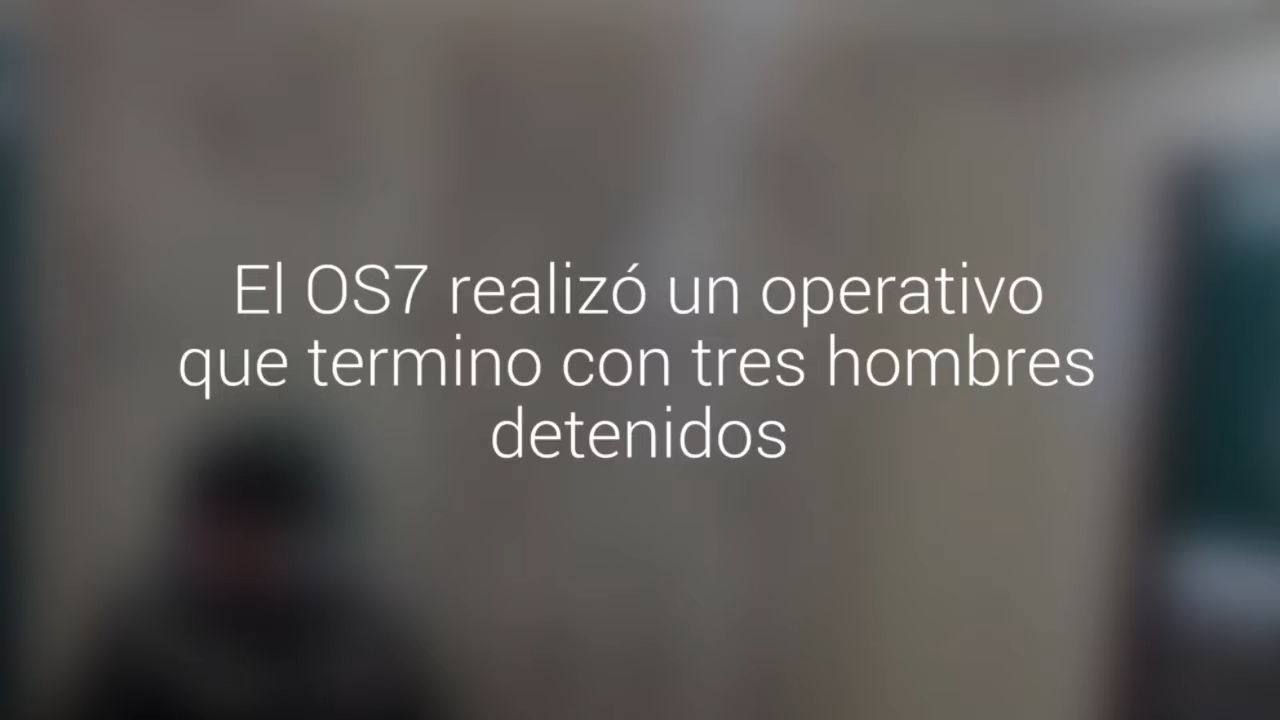 El OS7 realizó un operativo
que termino con tres hombres
detenidos